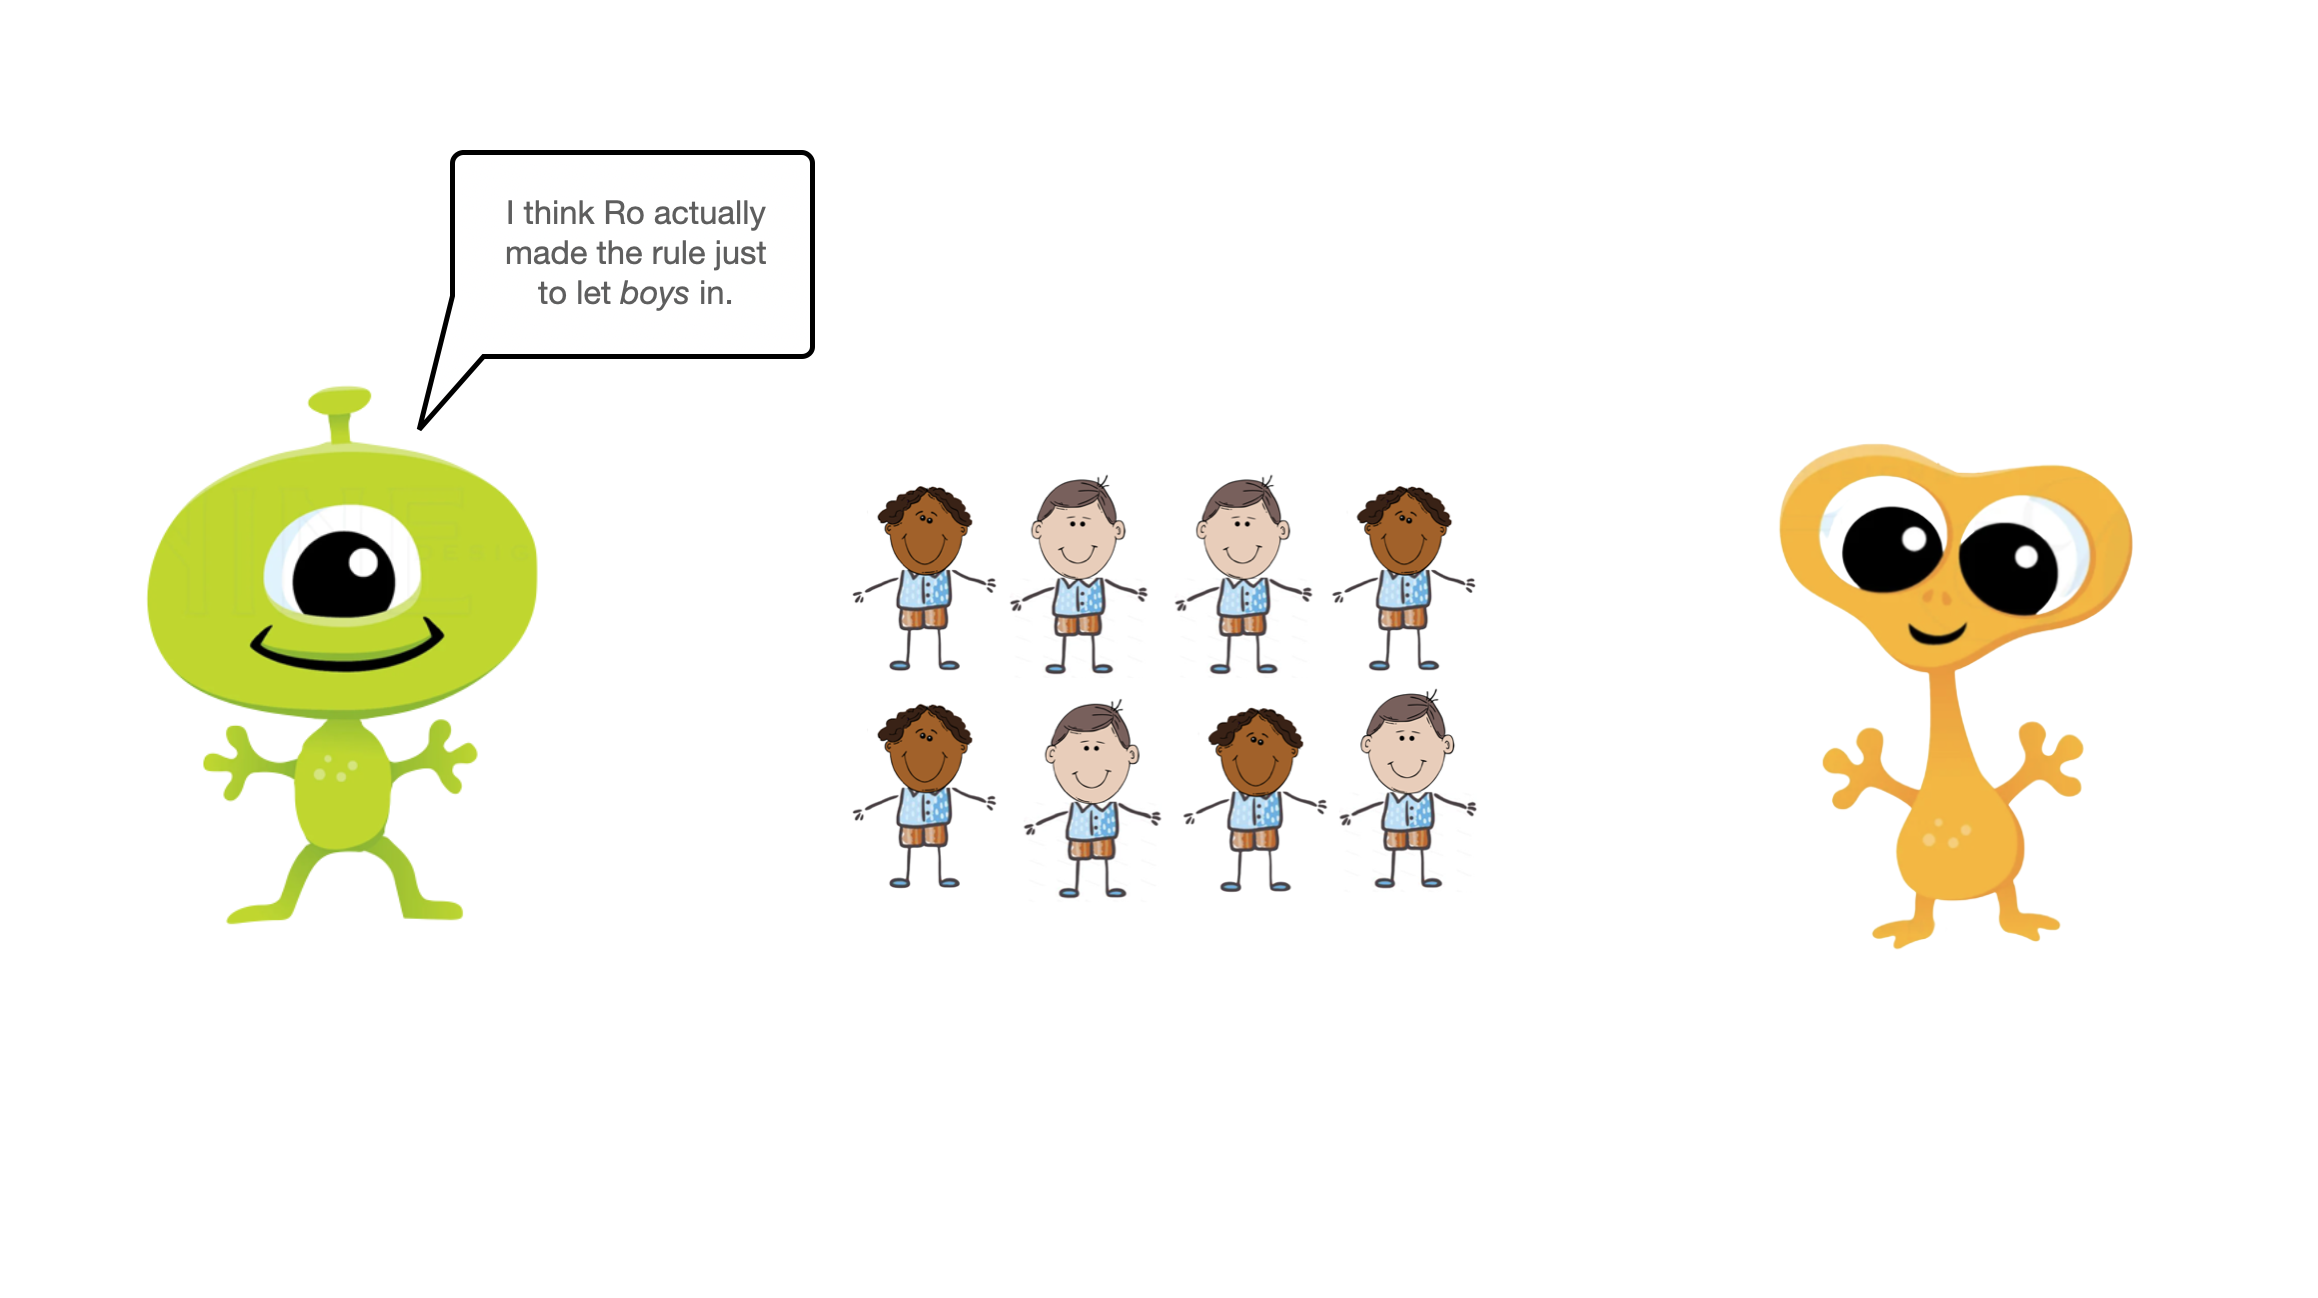 I think Ro actually
made the rule just
to let boys in.